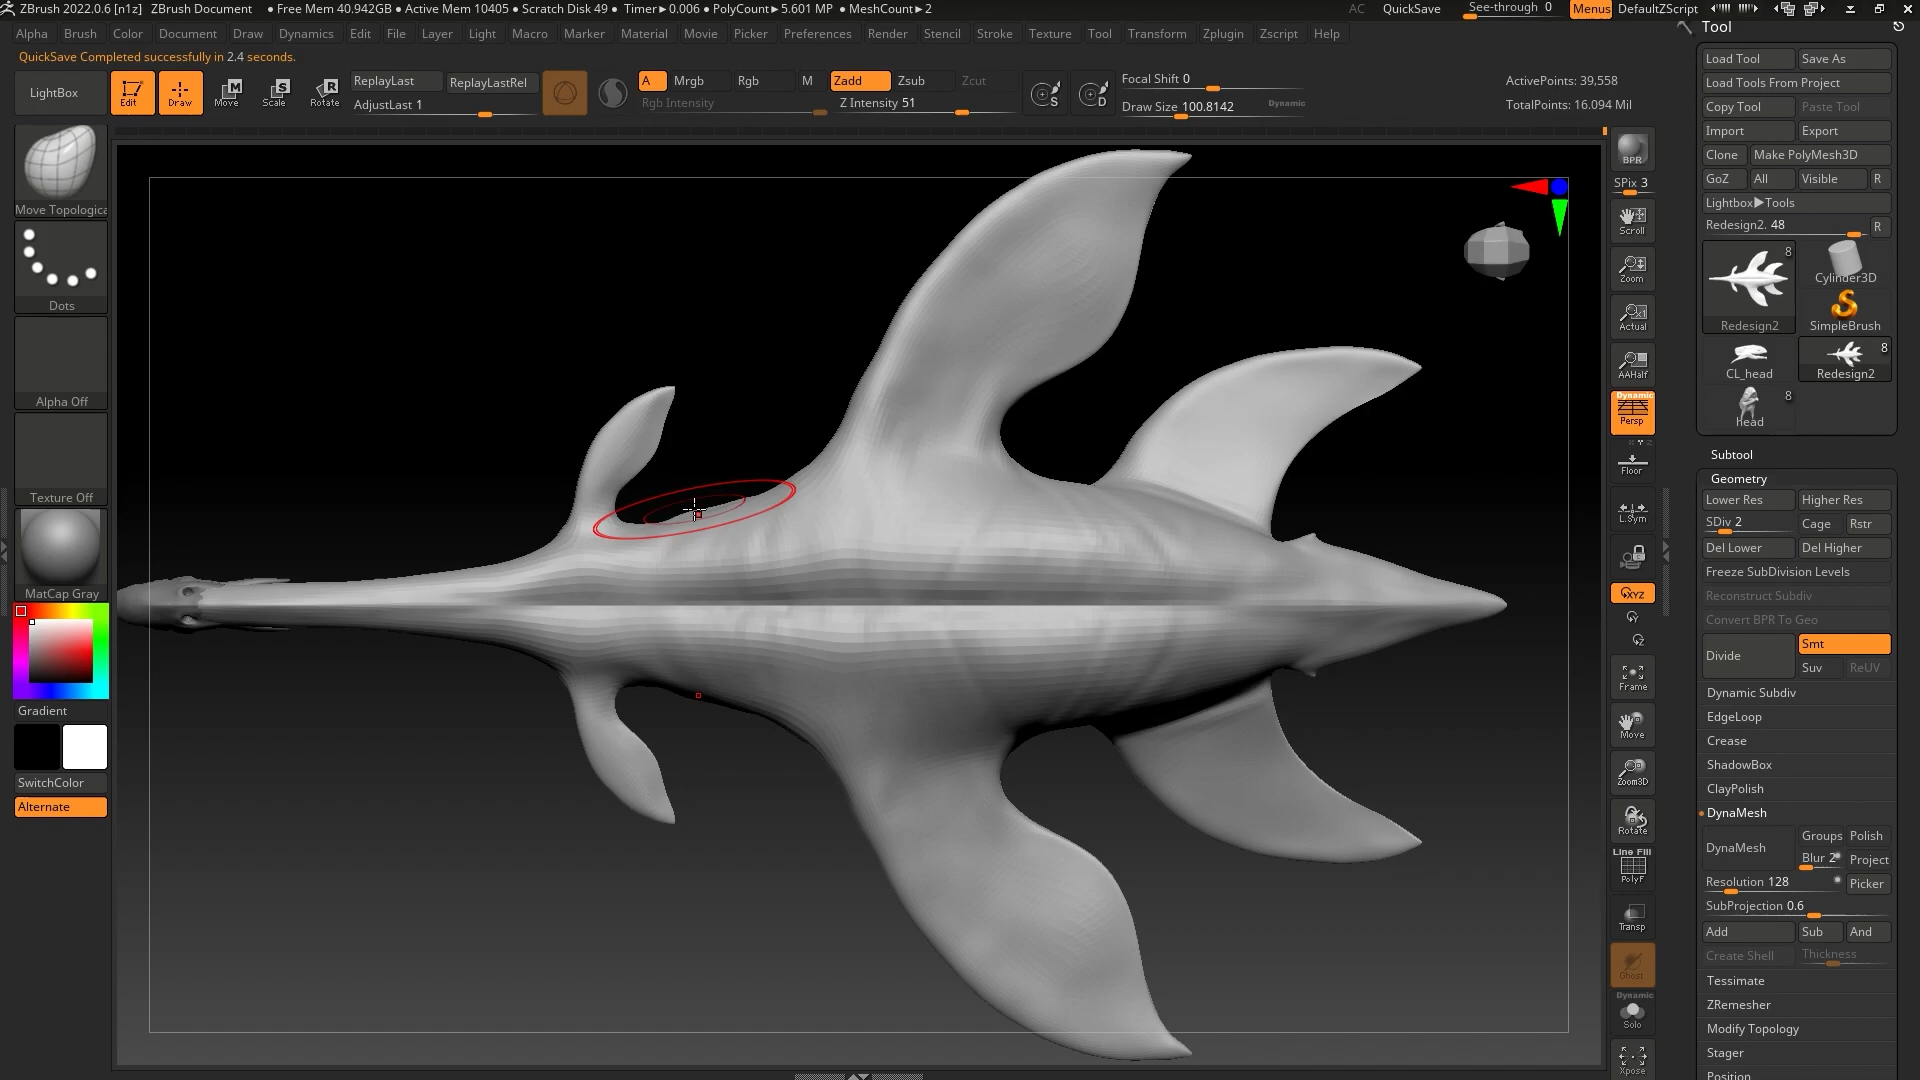 ZBrush 2022.0.6 [n1z] ZBrush Document ● Free Mem 40.942GB ● Active Mem 10405 ● Scratch Disk 49 ● Timer▶0.006 ● PolyCount▶5.601 MP ● MeshCount▶2 AC QuickSave See-through 0 Menus DefaultZScript
Alpha Brush Color Document Draw Dynamics Edit File Layer Light Macro Marker Material Movie Picker Preferences Render Stencil Stroke Texture Tool Transform Zplugin Zscript Help
QuickSave Completed successfully in 2.4 seconds.
LightBox
Edit Draw Move Scale Rotate
ReplayLast ReplayLastRel
AdjustLast 1
A Mrgb Rgb M Zadd Zsub Zcut
Rgb Intensity Z Intensity 51
S D
Focal Shift 0
Draw Size 100.8142 Dynamic
ActivePoints: 39,558
TotalPoints: 16.094 Mil
Move Topologica
Dots
Alpha Off
Texture Off
MatCap Gray
Gradient
SwitchColor
Alternate
BPR
SPix 3
Scroll
Zoom
Actual
AAHalf
Dynamic
Persp
Floor
L.Sym
XYZ
Y
Z
Frame
Move
Zoom3D
Rotate
Line Fill
PolyF
Transp
Ghost
Dynamic
Solo
Xpose
Tool
Load Tool Save As
Load Tools From Project
Copy Tool Paste Tool
Import Export
Clone Make PolyMesh3D
GoZ All Visible R
Lightbox▶Tools
Redesign2. 48 R
8
Redesign2
Cylinder3D
SimpleBrush
CL_head
8
Redesign2
8
head
Subtool
Geometry
Lower Res Higher Res
SDiv 2 Cage Rstr
Del Lower Del Higher
Freeze SubDivision Levels
Reconstruct Subdiv
Convert BPR To Geo
Divide Smt
Suv ReUV
Dynamic Subdiv
EdgeLoop
Crease
ShadowBox
ClayPolish
DynaMesh
DynaMesh Groups Polish
Blur 2 Project
Resolution 128 Picker
SubProjection 0.6
Add Sub And
Create Shell Thickness
Tessimate
ZRemesher
Modify Topology
Stager
Position